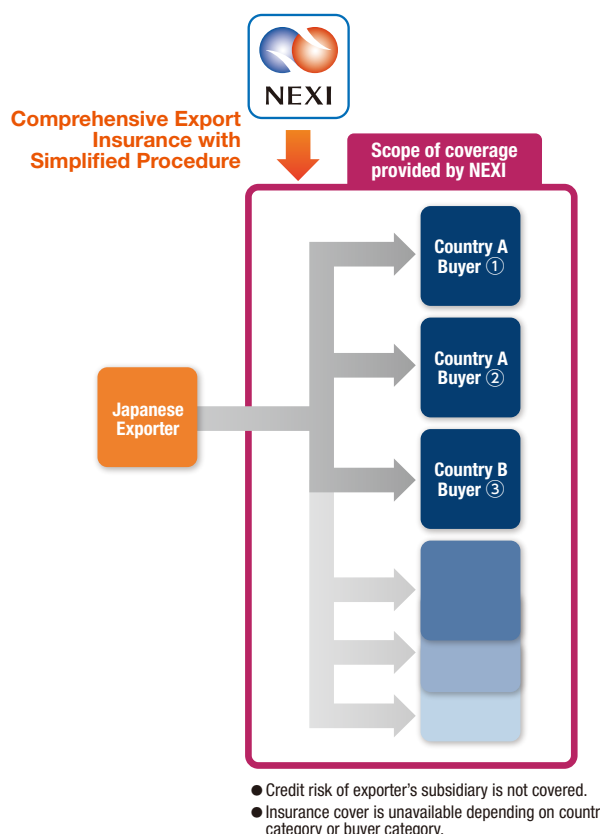 NEXI
Comprehensive Export
Insurance with
Simplified Procedure
Scope of coverage
provided by NEXI
Country A
Buyer ①
Country A
Buyer ②
Japanese
Exporter
Country B
Buyer ③
● Credit risk of exporter's subsidiary is not covered.
● Insurance cover is unavailable depending on countr
category or buyer category.